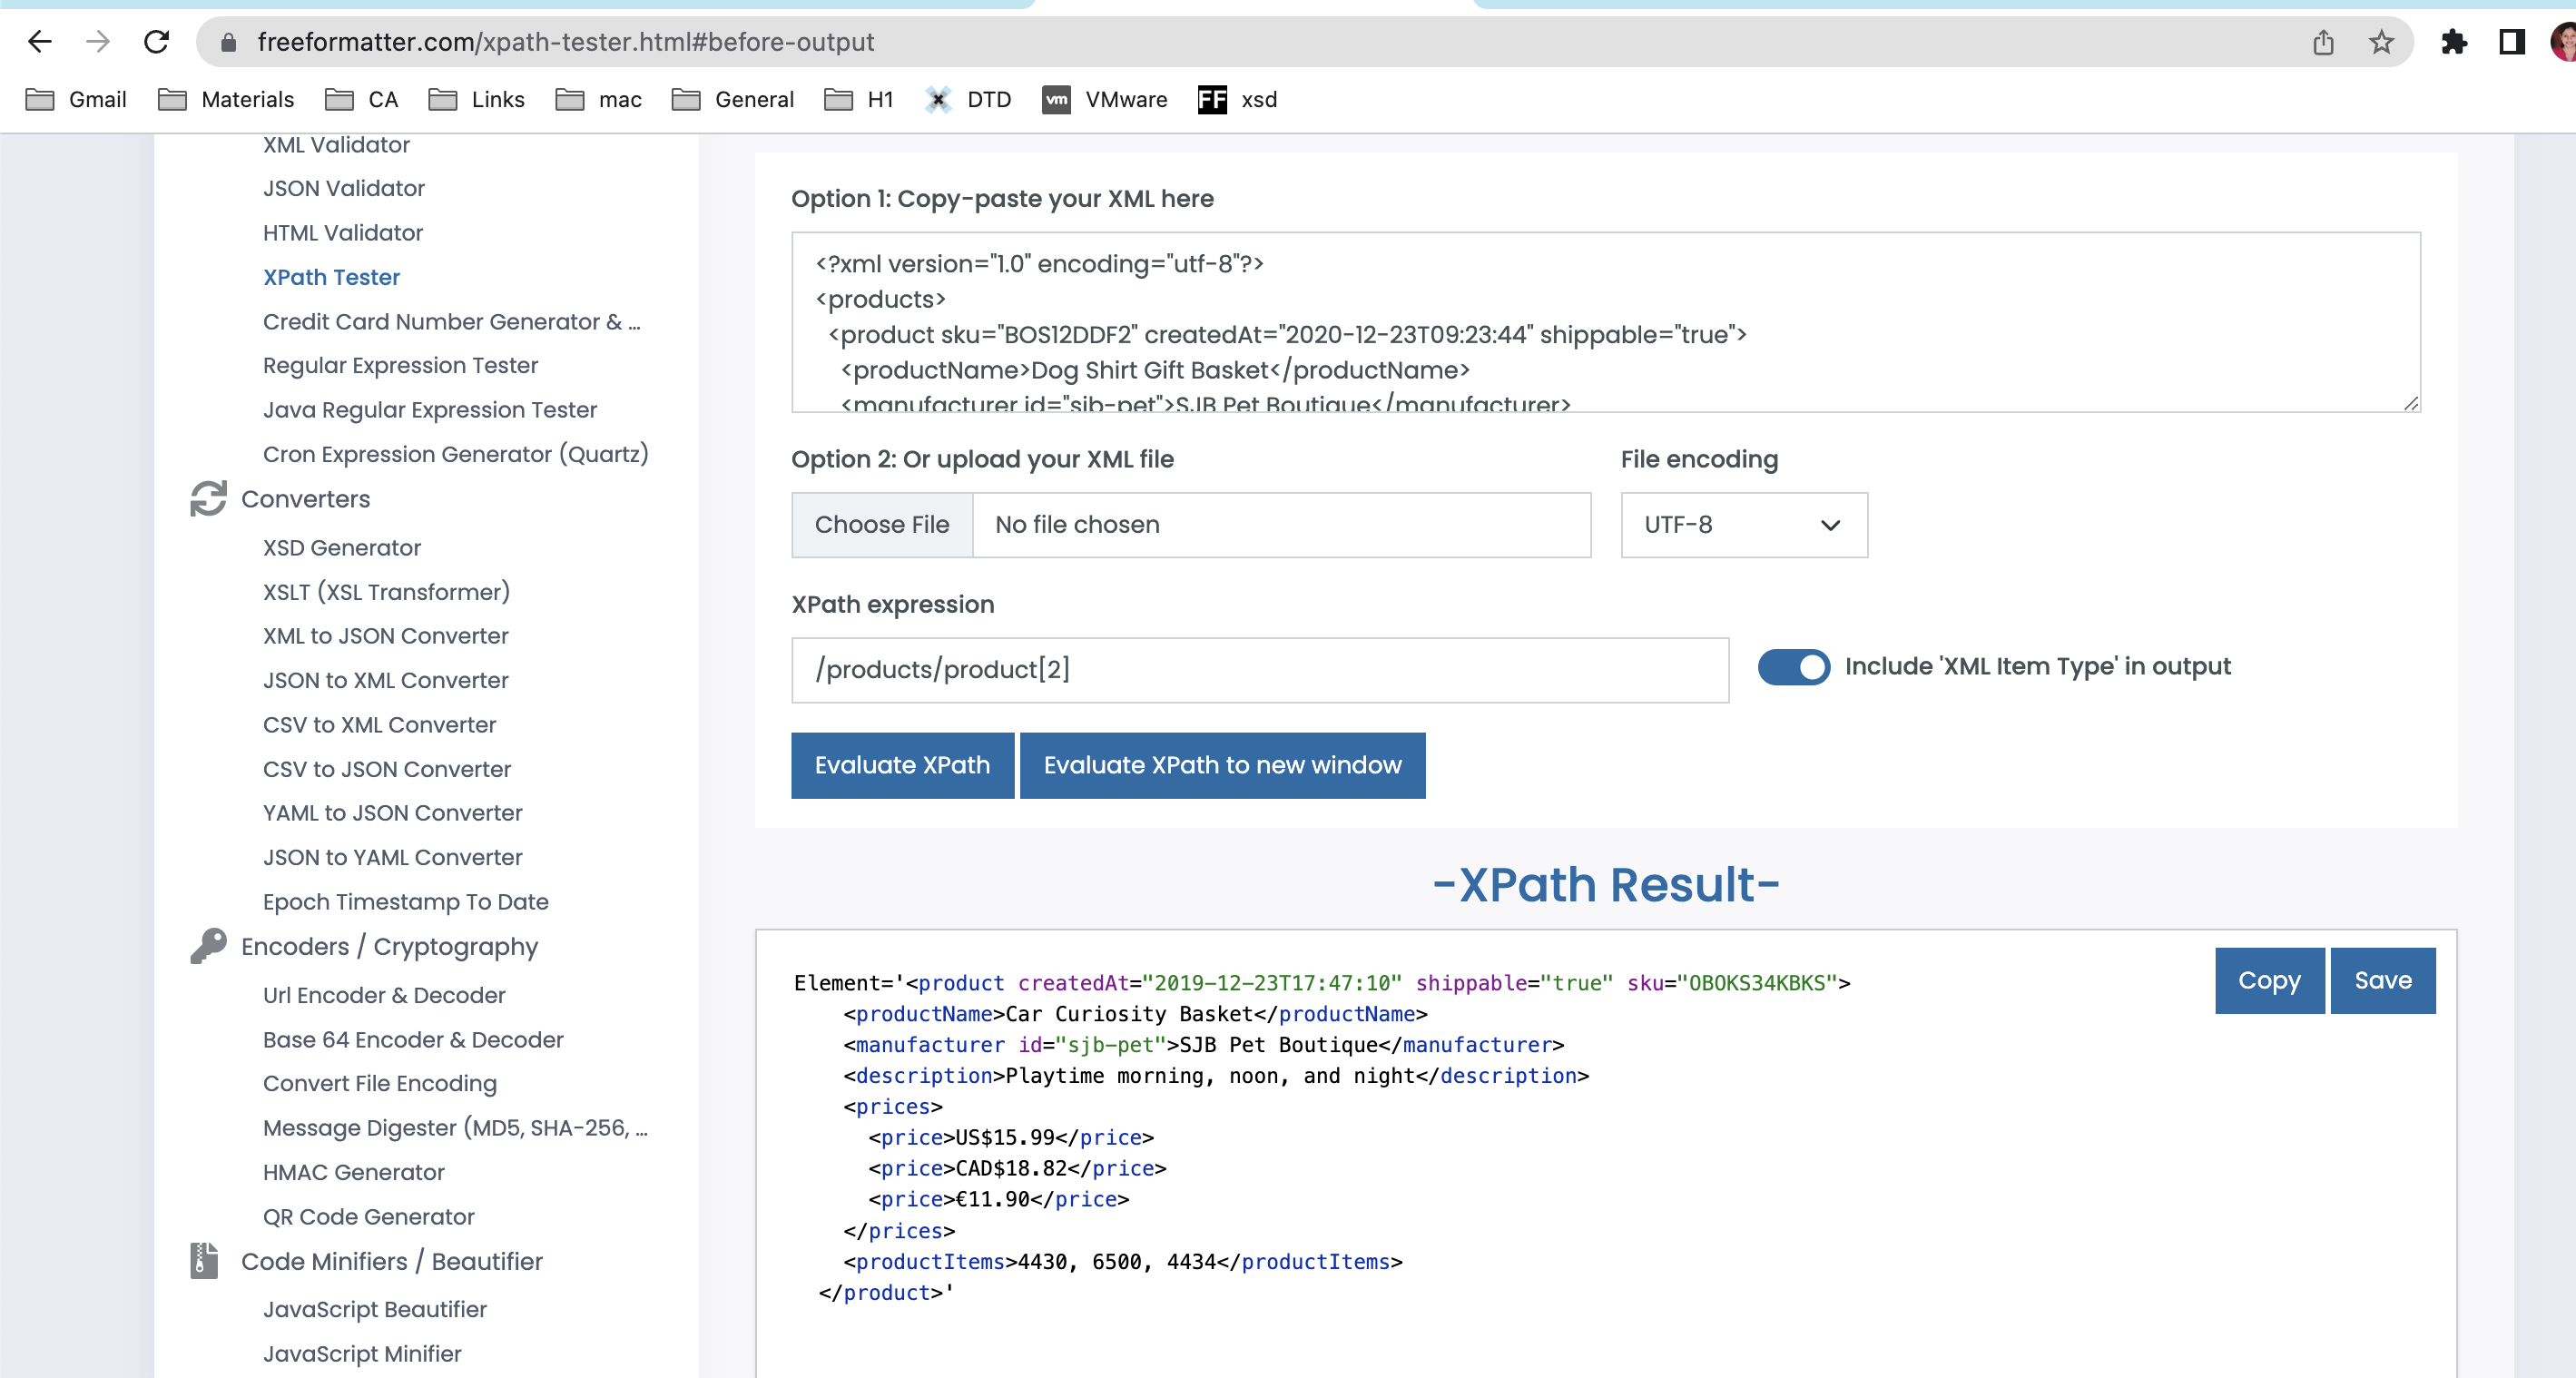 freeformatter.com/xpath-tester.html#before-output
Gmail Materials CA Links mac General H1 DTD vm VMware FF xsd
XML Validator
JSON Validator
HTML Validator
XPath Tester
Credit Card Number Generator & ...
Regular Expression Tester
Java Regular Expression Tester
Cron Expression Generator (Quartz)
Converters
XSD Generator
XSLT (XSL Transformer)
XML to JSON Converter
JSON to XML Converter
CSV to XML Converter
CSV to JSON Converter
YAML to JSON Converter
JSON to YAML Converter
Epoch Timestamp To Date
Encoders / Cryptography
Url Encoder & Decoder
Base 64 Encoder & Decoder
Convert File Encoding
Message Digester (MD5, SHA-256, ...
HMAC Generator
QR Code Generator
Code Minifiers / Beautifier
JavaScript Beautifier
JavaScript Minifier
Option 1: Copy-paste your XML here
<?xml version="1.0" encoding="utf-8"?>
<products>
<product sku="BOS12DDF2" createdAt="2020-12-23T09:23:44" shippable="true">
<productName>Dog Shirt Gift Basket</productName>
<manufacturer id="sjb-pet">SJB Pet Boutique</manufacturer>
Option 2: Or upload your XML file
File encoding
Choose File No file chosen
UTF-8
XPath expression
/products/product[2]
Include 'XML Item Type' in output
Evaluate XPath Evaluate XPath to new window
-XPath Result-
Copy Save
Element='<product createdAt="2019-12-23T17:47:10" shippable="true" sku="OBOKS34KBKS">
<productName>Car Curiosity Basket</productName>
<manufacturer id="sjb-pet">SJB Pet Boutique</manufacturer>
<description>Playtime morning, noon, and night</description>
<prices>
<price>US$15.99</price>
<price>CAD$18.82</price>
<price>€11.90</price>
</prices>
<productItems>4430, 6500, 4434</productItems>
</product>'